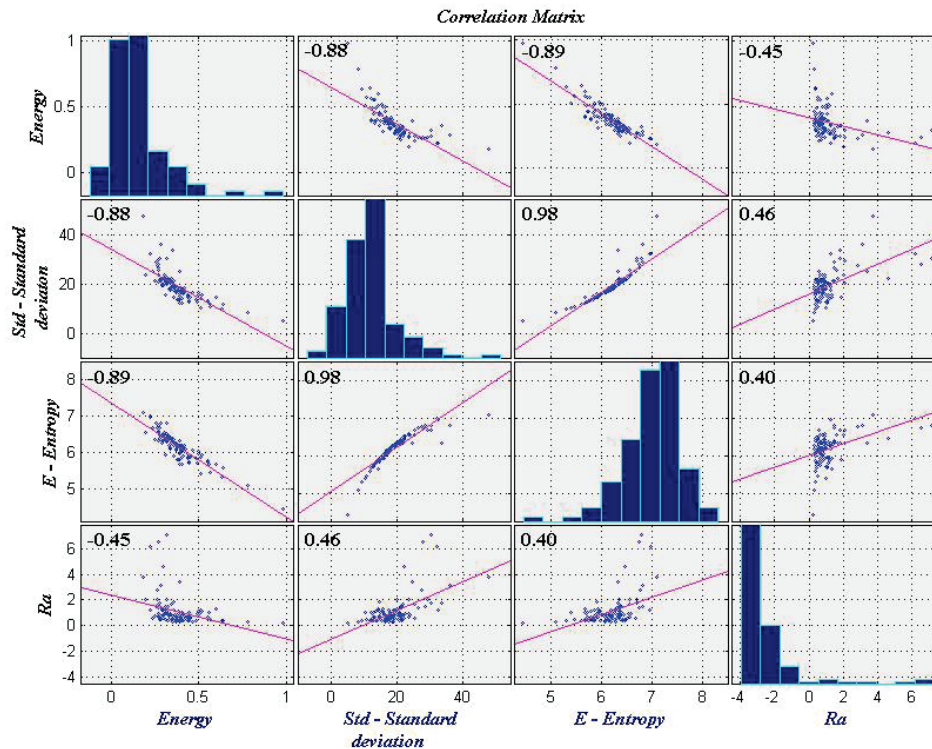 Correlation Matrix
1
0.5
0
Energy
-0.88
-0.89
-0.45
40
20
0
Std - Standard
deviaton
-0.88
0.98
0.46
8
7
6
5
E - Entropy
-0.89
0.98
0.40
6
4
2
0
-2
-4
Ra
-0.45
0.46
0.40
0 0.5 1
0 20 40
5 6 7 8
-4 -2 0 2 4 6
Energy
Std - Standard
deviation
E - Entropy
Ra